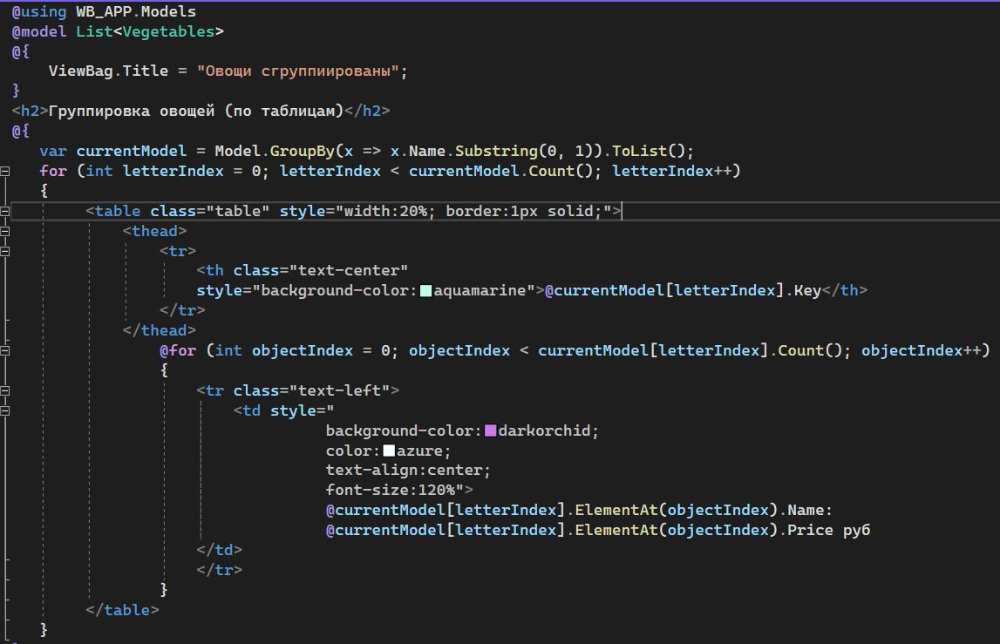 @using WB_APP.Models
@model List<Vegetables>
@{
ViewBag.Title = "Овощи сгруппиированы";
}
<h2>Группировка овощей (по таблицам)</h2>
@{
var currentModel = Model.GroupBy(x => x.Name.Substring(0, 1)).ToList();
for (int letterIndex = 0; letterIndex < currentModel.Count(); letterIndex++)
{
<table class="table" style="width:20%; border:1px solid;">
<thead>
<tr>
<th class="text-center"
style="background-color:aquamarine">@currentModel[letterIndex].Key</th>
</tr>
</thead>
@for (int objectIndex = 0; objectIndex < currentModel[letterIndex].Count(); objectIndex++)
{
<tr class="text-left">
<td style="
background-color:darkorchid;
color:azure;
text-align:center;
font-size:120%">
@currentModel[letterIndex].ElementAt(objectIndex).Name:
@currentModel[letterIndex].ElementAt(objectIndex).Price руб
</td>
</tr>
}
</table>
}